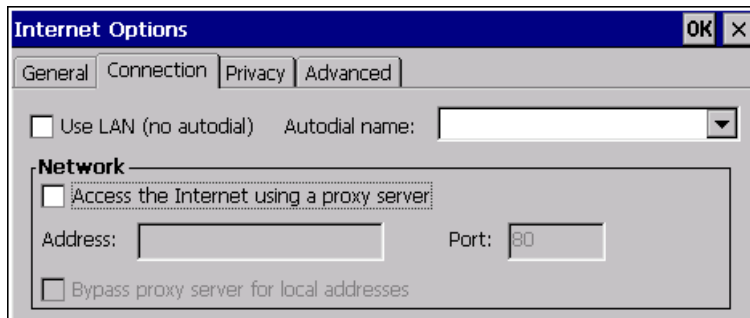 Internet Options OK ×
General Connection Privacy Advanced
Use LAN (no autodial) Autodial name:
Network
Access the Internet using a proxy server
Address: Port: 80
Bypass proxy server for local addresses